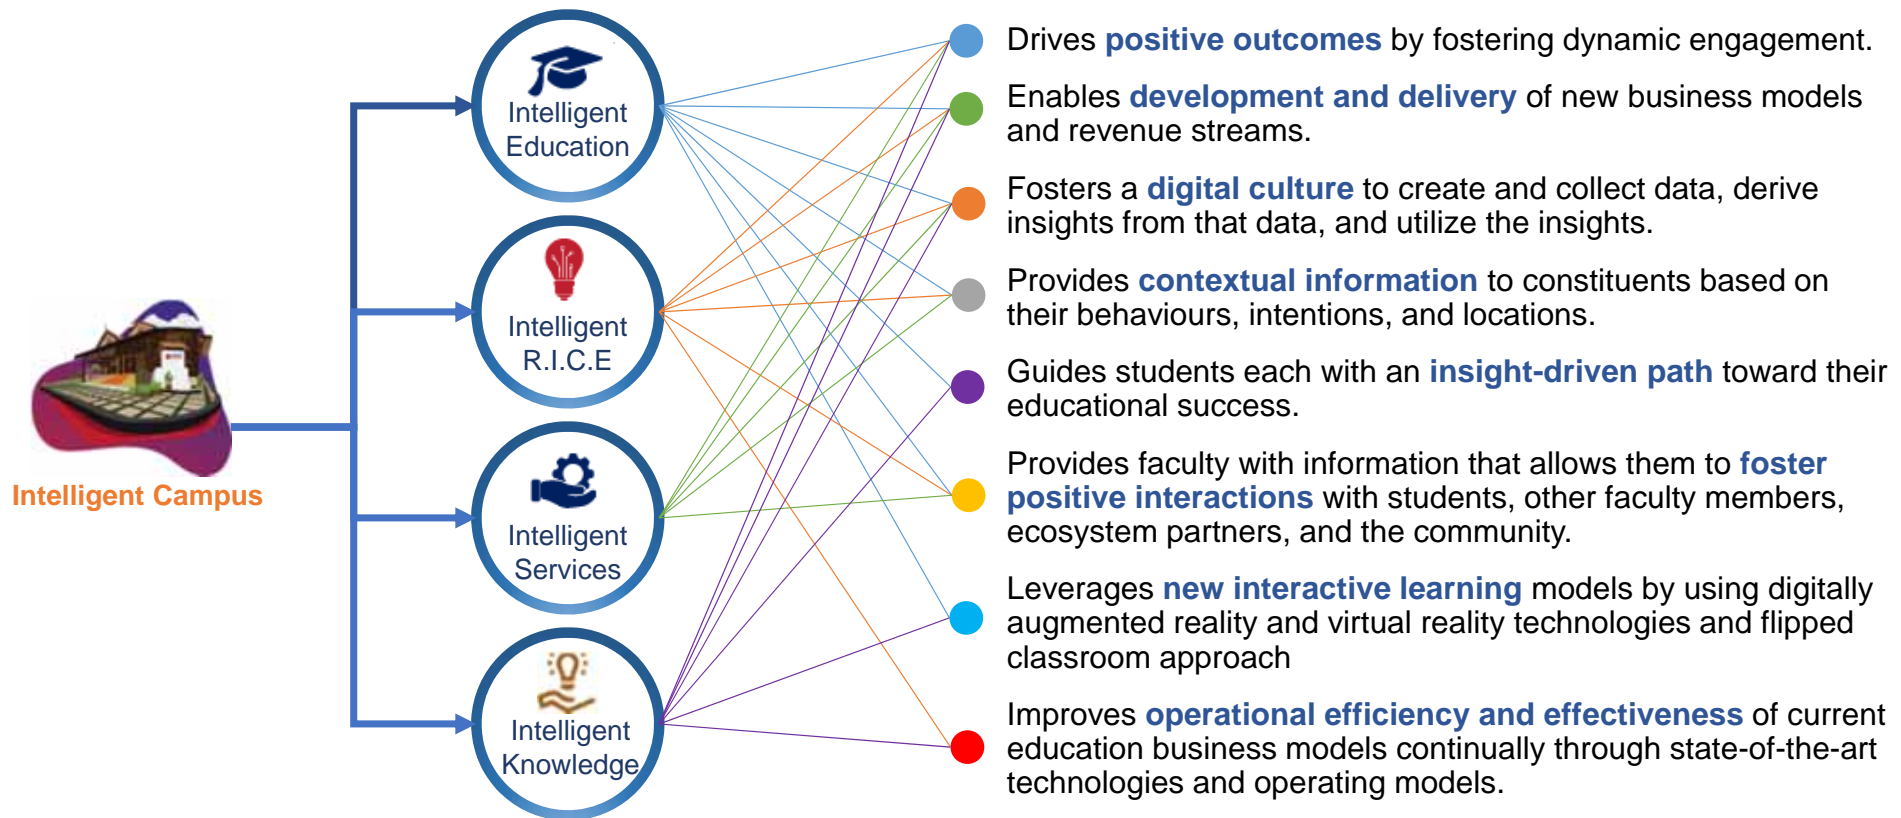 Intelligent Campus
Intelligent
Education
Intelligent
R.I.C.E
Intelligent
Services
Intelligent
Knowledge
Drives positive outcomes by fostering dynamic engagement.
Enables development and delivery of new business models
and revenue streams.
Fosters a digital culture to create and collect data, derive
insights from that data, and utilize the insights.
Provides contextual information to constituents based on
their behaviours, intentions, and locations.
Guides students each with an insight-driven path toward their
educational success.
Provides faculty with information that allows them to foster
positive interactions with students, other faculty members,
ecosystem partners, and the community.
Leverages new interactive learning models by using digitally
augmented reality and virtual reality technologies and flipped
classroom approach
Improves operational efficiency and effectiveness of current
education business models continually through state-of-the-art
technologies and operating models.